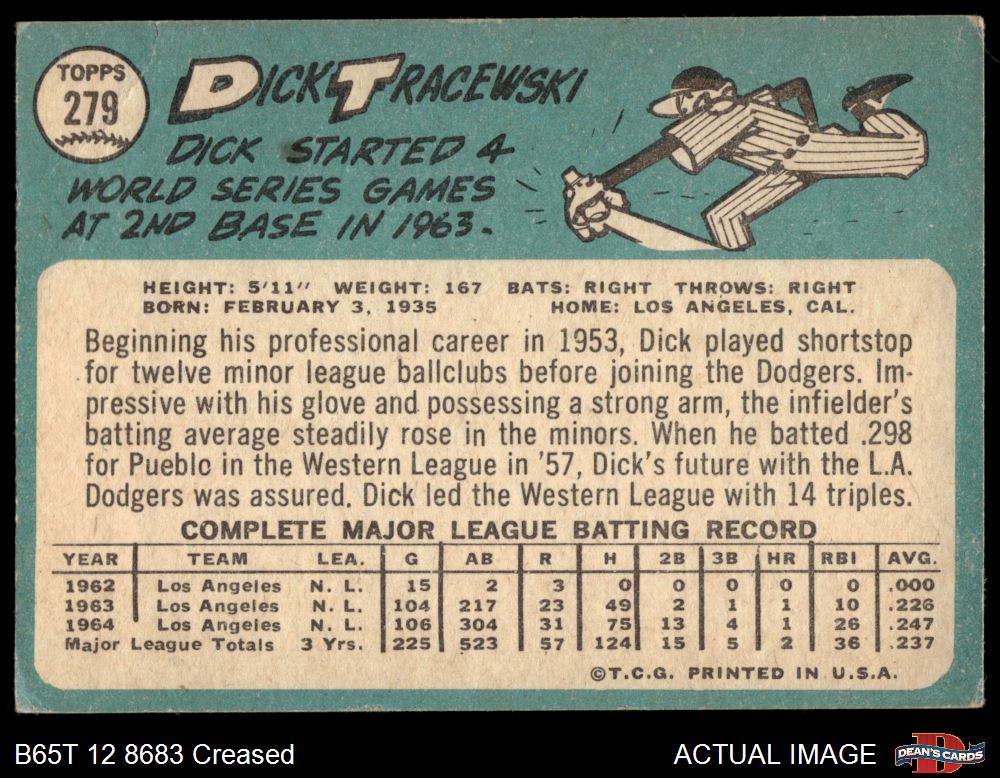 TOPPS
279
DICK TRACEWSKI
DICK STARTED 4
WORLD SERIES GAMES
AT 2ND BASE IN 1963.
HEIGHT: 5'11" WEIGHT: 167 BATS: RIGHT THROWS: RIGHT
BORN: FEBRUARY 3, 1935 HOME: LOS ANGELES, CAL.
Beginning his professional career in 1953, Dick played shortstop
for twelve minor league ballclubs before joining the Dodgers. Im-
pressive with his glove and possessing a strong arm, the infielder's
batting average steadily rose in the minors. When he batted .298
for Pueblo in the Western League in '57, Dick's future with the L.A.
Dodgers was assured. Dick led the Western League with 14 triples.
COMPLETE MAJOR LEAGUE BATTING RECORD
YEAR TEAM LEA. G AB R H 2B 3B HR RBI AVG.
1962 Los Angeles N. L. 15 2 3 0 0 0 0 0 .000
1963 Los Angeles N. L. 104 217 23 49 2 1 1 10 .226
1964 Los Angeles N. L. 106 304 31 75 13 4 1 26 .247
Major League Totals 3 Yrs. 225 523 57 124 15 5 2 36 .237
©T.C.G. PRINTED IN U.S.A.
B65T 12 8683 Creased ACTUAL IMAGE DEAN'S CARDS